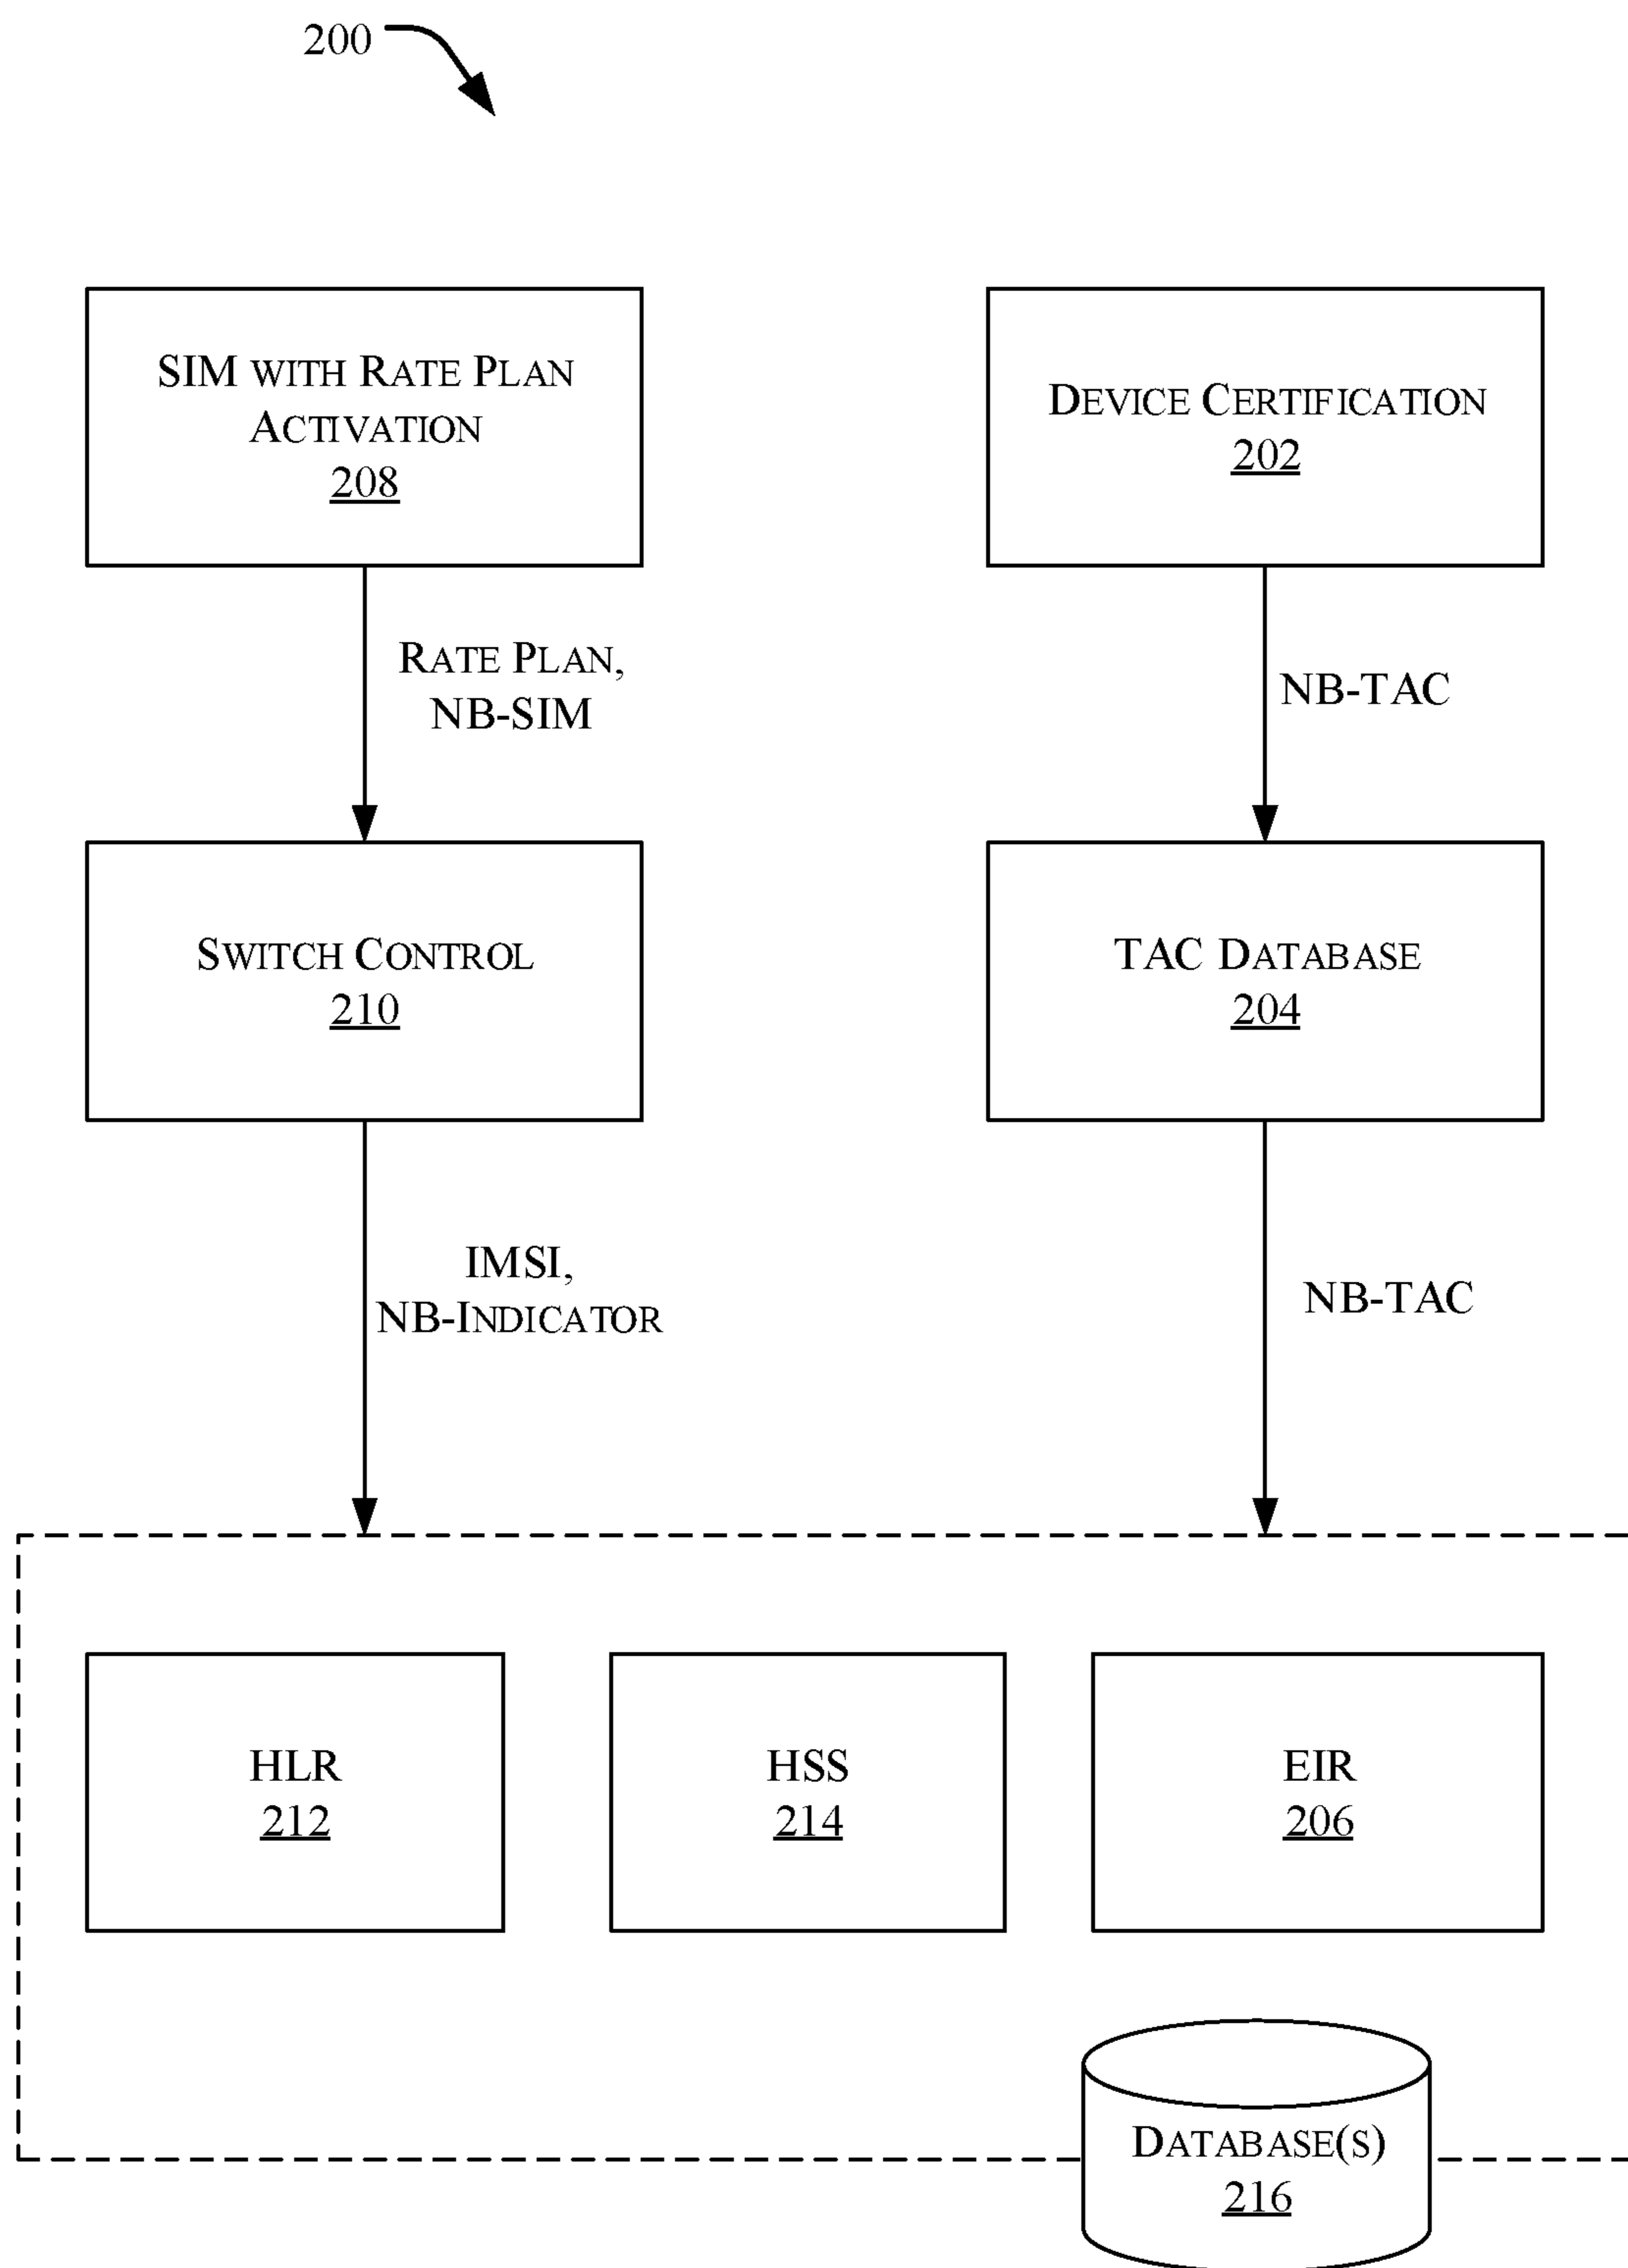 200
SIM WITH RATE PLAN
ACTIVATION
208
DEVICE CERTIFICATION
202
RATE PLAN,
NB-SIM
NB-TAC
SWITCH CONTROL
210
TAC DATABASE
204
IMSI,
NB-INDICATOR
NB-TAC
HLR
212
HSS
214
EIR
206
DATABASE(S)
216